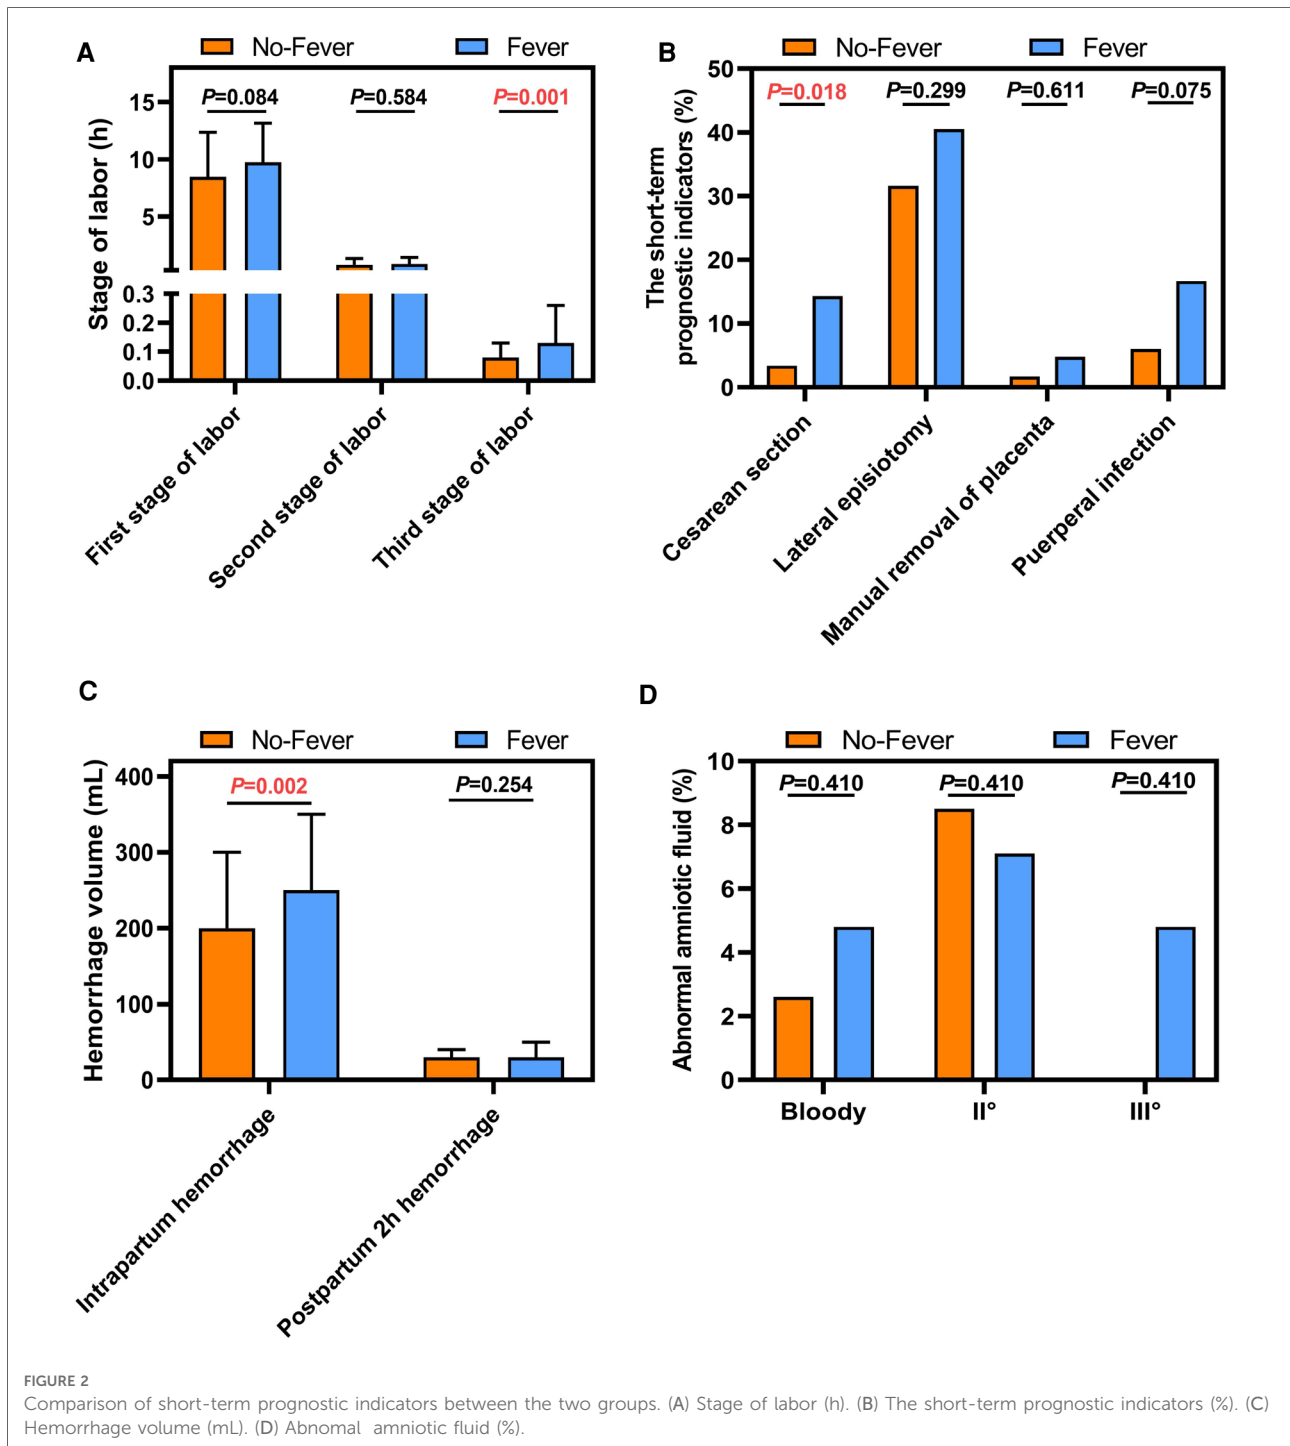 A
No-Fever
Fever
Stage of labor (h)
15
10
5
0.3
0.2
0.1
0.0
P=0.084
P=0.584
P=0.001
First stage of labor
Second stage of labor
Third stage of labor
B
No-Fever
Fever
The short-term
prognostic indicators (%)
50
40
30
20
10
0
P=0.018
P=0.299
P=0.611
P=0.075
Cesarean section
Lateral episiotomy
Manual removal of placenta
Puerperal infection
C
No-Fever
Fever
Hemorrhage volume (mL)
400
300
200
100
0
P=0.002
P=0.254
Intrapartum hemorrhage
Postpartum 2h hemorrhage
D
No-Fever
Fever
Abnormal amniotic fluid (%)
10
8
6
4
2
0
P=0.410
P=0.410
P=0.410
Bloody
II°
III°
FIGURE 2
Comparison of short-term prognostic indicators between the two groups. (A) Stage of labor (h). (B) The short-term prognostic indicators (%). (C)
Hemorrhage volume (mL). (D) Abnomal amniotic fluid (%).